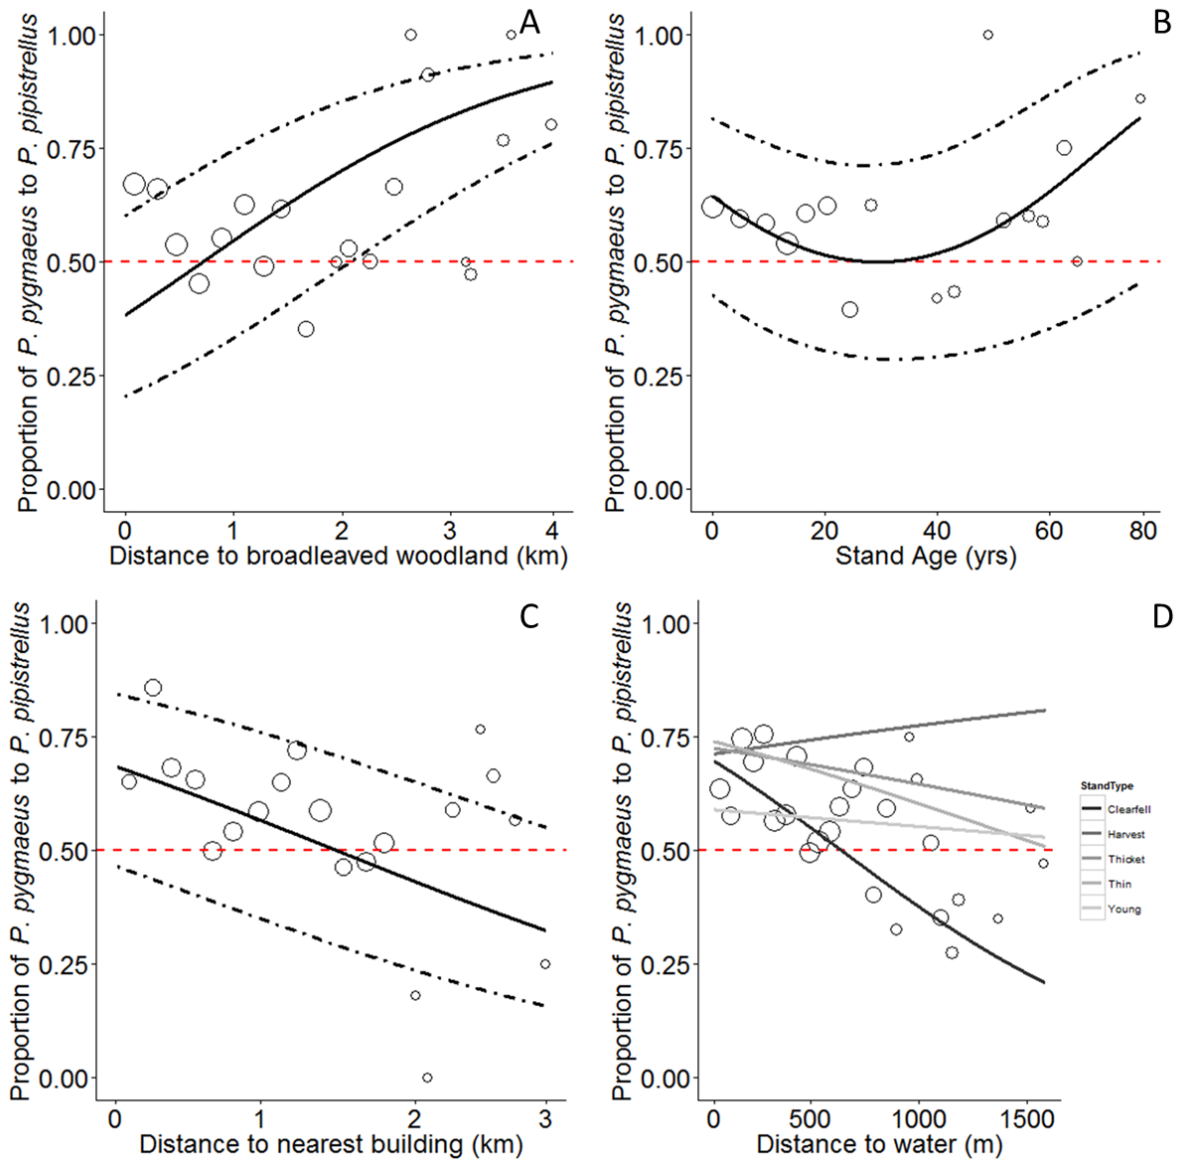 A
Proportion of P. pygmaeus to P. pipistrellus
1.00
0.75
0.50
0.25
0.00
0 1 2 3 4
Distance to broadleaved woodland (km)
B
Proportion of P. pygmaeus to P. pipistrellus
1.00
0.75
0.50
0.25
0.00
0 20 40 60 80
Stand Age (yrs)
C
Proportion of P. pygmaeus to P. pipistrellus
1.00
0.75
0.50
0.25
0.00
0 1 2 3
Distance to nearest building (km)
D
Proportion of P. pygmaeus to P. pipistrellus
1.00
0.75
0.50
0.25
0.00
0 500 1000 1500
Distance to water (m)
StandType
Clearfell
Harvest
Thicket
Thin
Young